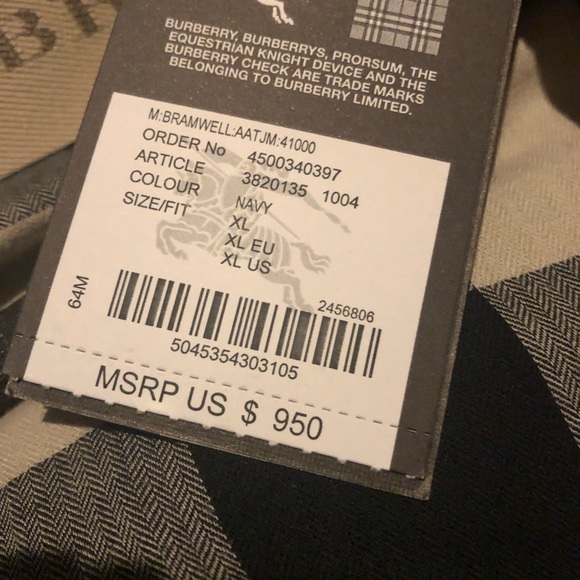 BURBERRY, BURBERRYS, PRORSUM, THE
EQUESTRIAN KNIGHT DEVICE AND THE
BURBERRY CHECK ARE TRADE MARKS
BELONGING TO BURBERRY LIMITED.
M:BRAMWELL:AATJM:41000
ORDER No 4500340397
ARTICLE 3820135 1004
COLOUR NAVY
SIZE/FIT XL
XL EU
XL US
64M
2456806
5045354303105
MSRP US $ 950